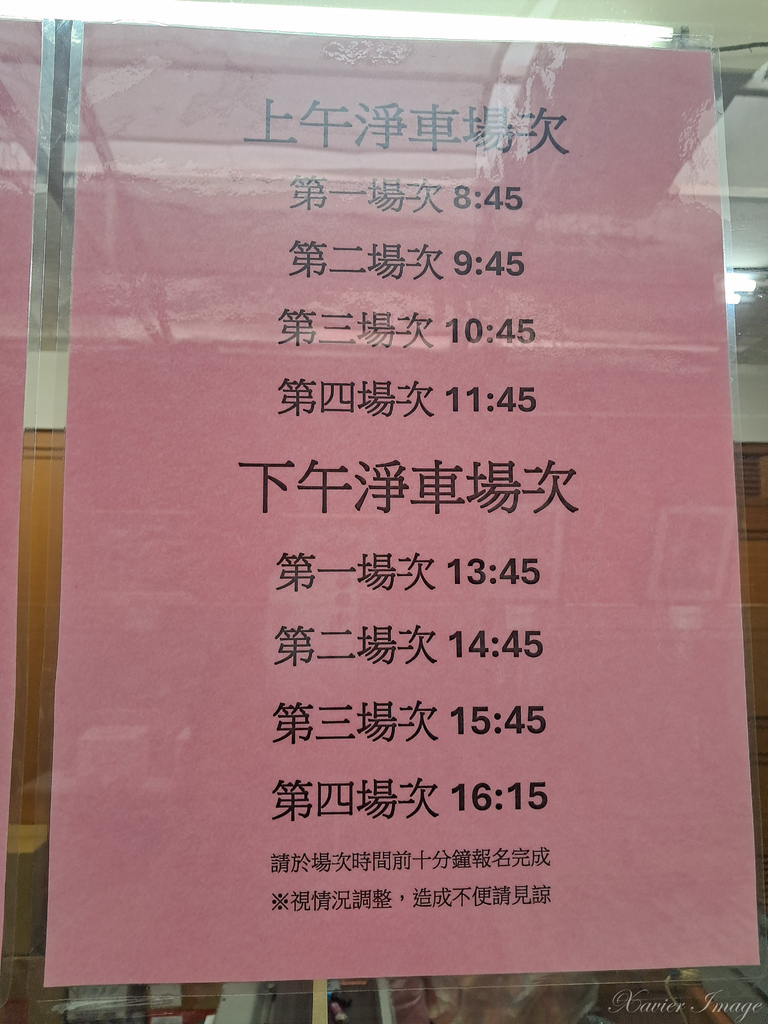 上午淨車場次
第一場次 8:45
第二場次 9:45
第三場次 10:45
第四場次 11:45
下午淨車場次
第一場次 13:45
第二場次 14:45
第三場次 15:45
第四場次 16:15
請於場次時間前十分鐘報名完成
※視情況調整，造成不便請見諒
Xavier Image